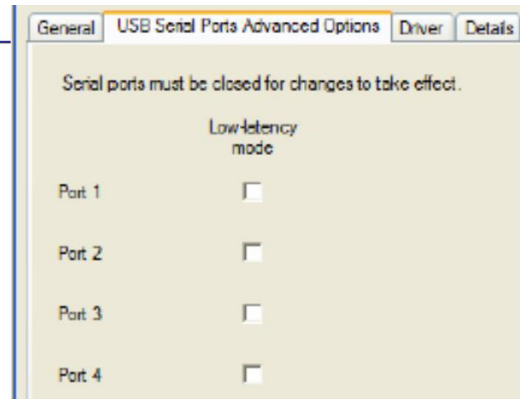 General USB Serial Ports Advanced Options Driver Details
Serial ports must be closed for changes to take effect.
Low-latency
mode
Port 1
Port 2
Port 3
Port 4